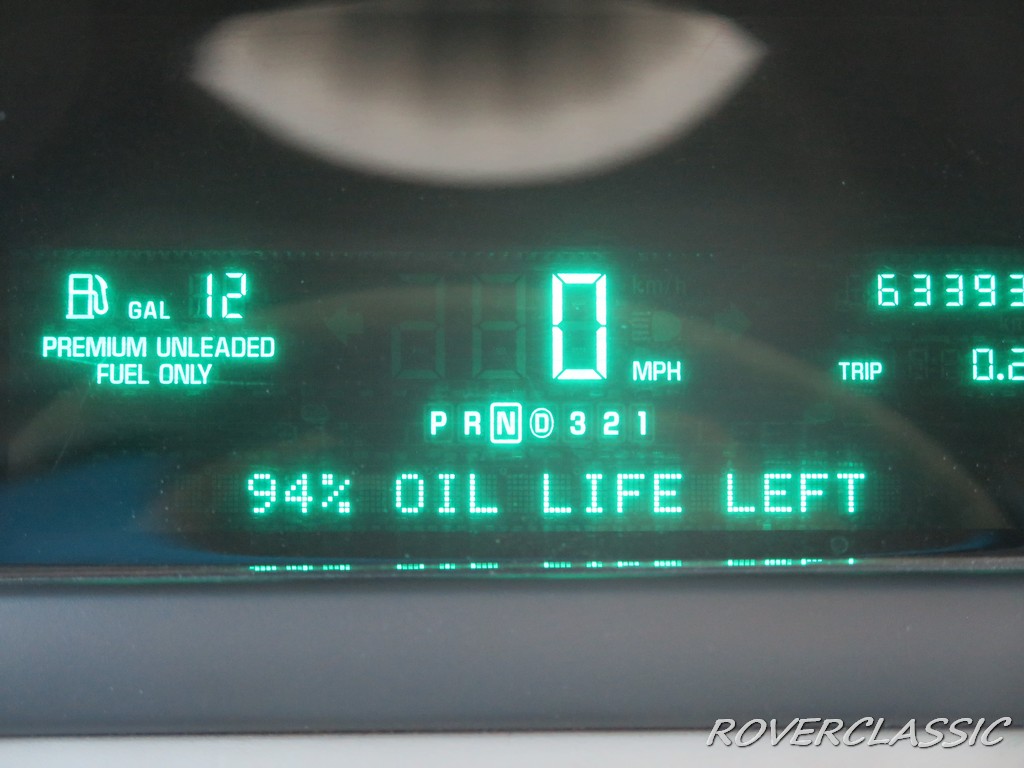 GAL 12
PREMIUM UNLEADED
FUEL ONLY
0 MPH
63393
TRIP 0.2
P R N D 3 2 1
94% OIL LIFE LEFT
ROVERCLASSIC